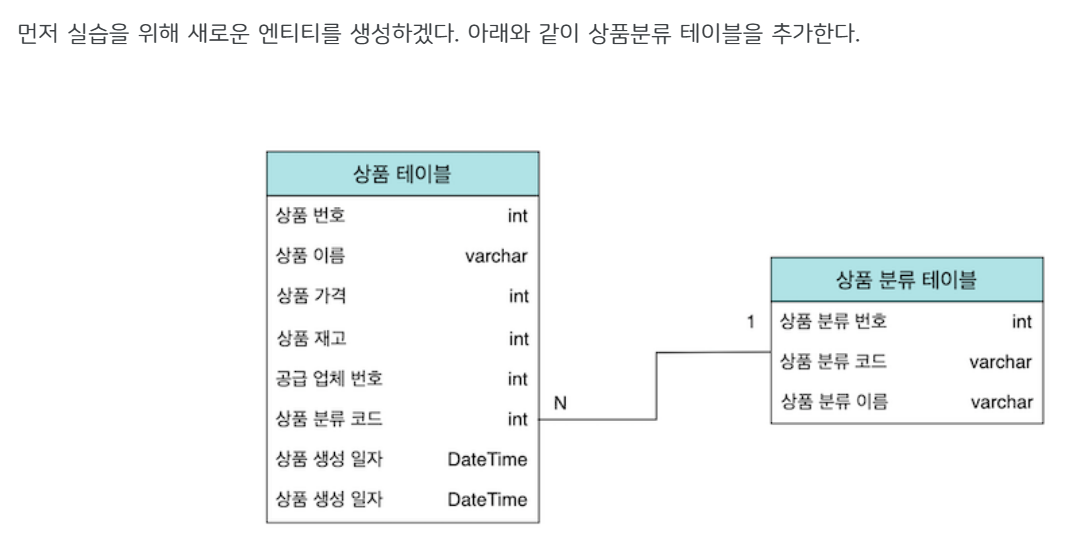 먼저 실습을 위해 새로운 엔티티를 생성하겠다. 아래와 같이 상품분류 테이블을 추가한다.
상품 테이블
상품 번호 int
상품 이름 varchar
상품 가격 int
상품 재고 int
공급 업체 번호 int
상품 분류 코드 int
상품 생성 일자 DateTime
상품 생성 일자 DateTime
N
1
상품 분류 테이블
상품 분류 번호 int
상품 분류 코드 varchar
상품 분류 이름 varchar